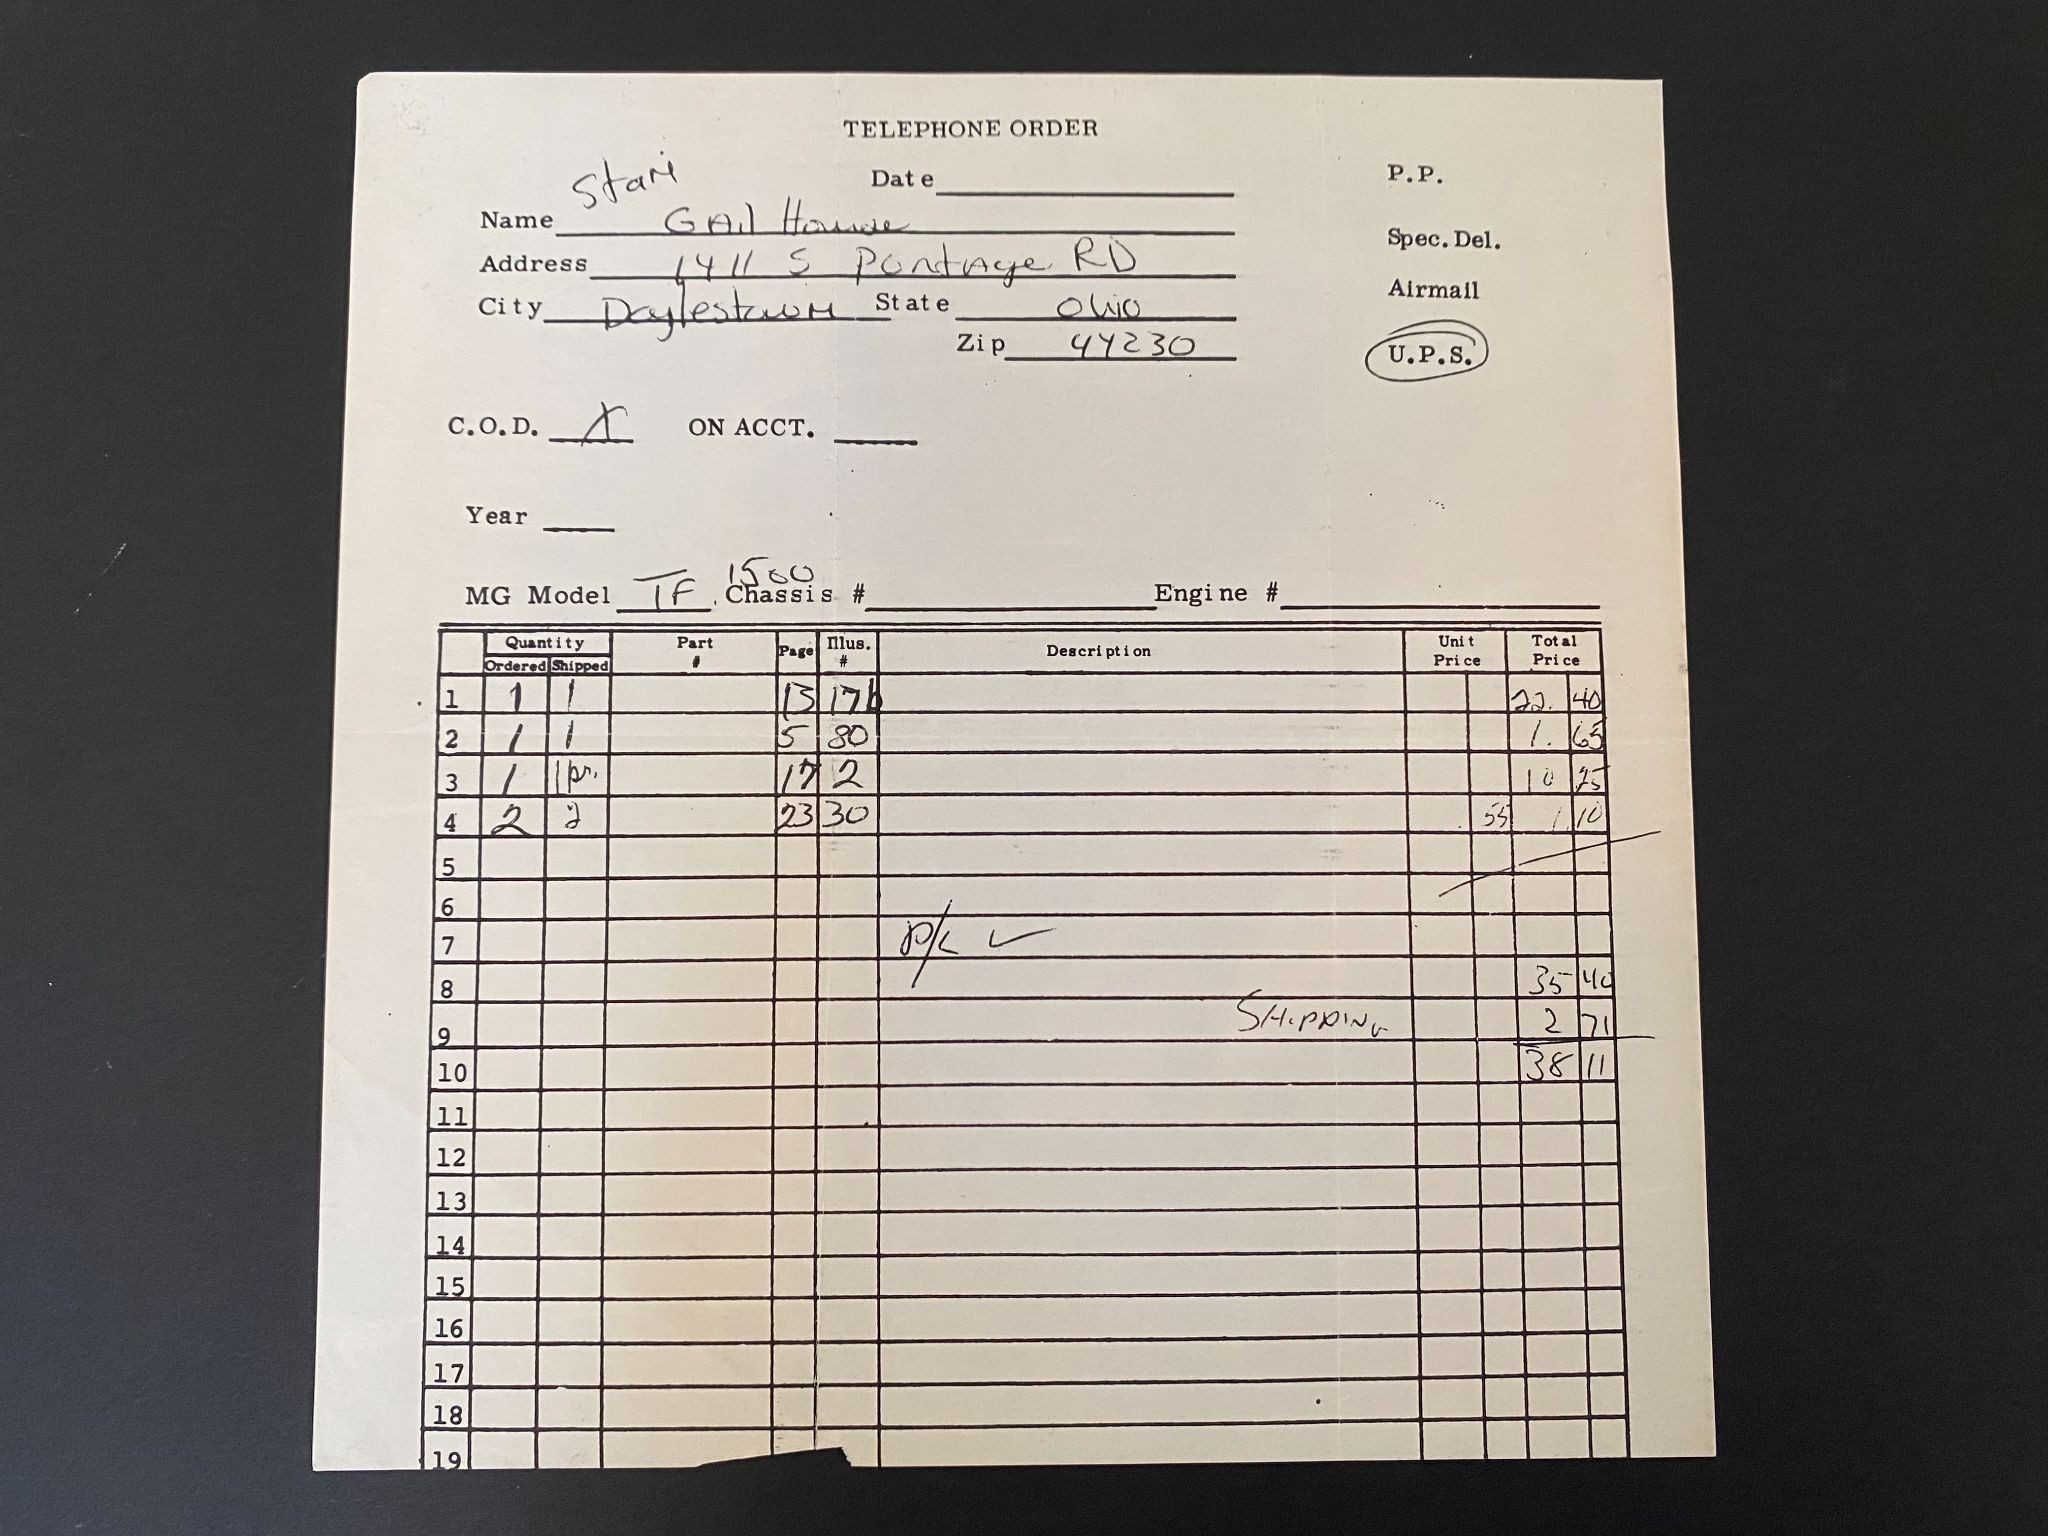 TELEPHONE ORDER
Stan
Date
P.P.
Name Gail House
Spec. Del.
Address 1411 S Portage RD
Airmail
City Doylestown State Ohio
Zip 44230
U.P.S.
C.O.D. X ON ACCT.
Year
1500
MG Model TF Chassis # Engine #
Quantity Part # Page Illus. # Description Unit Price Total Price
Ordered Shipped
1 1 1 13 17b 22. 40
2 1 1 5 80 1. 65
3 1 1 pr. 17 2 10 25
4 2 2 23 30 .55 1 10
5
6
7 P/L ✓
8 35 40
9 SHIPPING 2 71
10 38 11
11
12
13
14
15
16
17
18
19